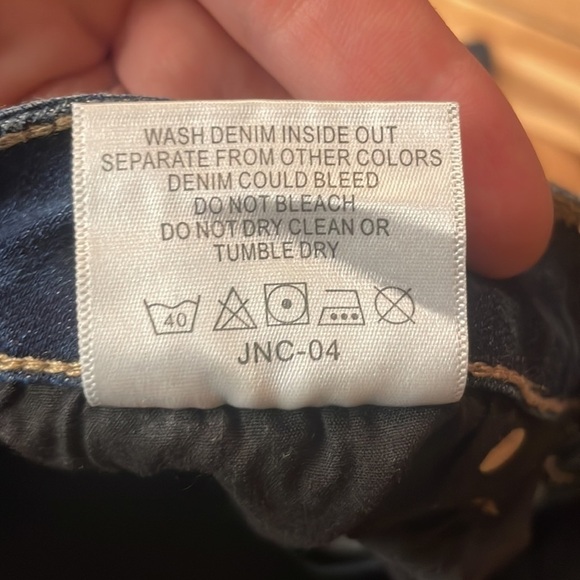 WASH DENIM INSIDE OUT
SEPARATE FROM OTHER COLORS
DENIM COULD BLEED
DO NOT BLEACH
DO NOT DRY CLEAN OR
TUMBLE DRY
40
JNC-04